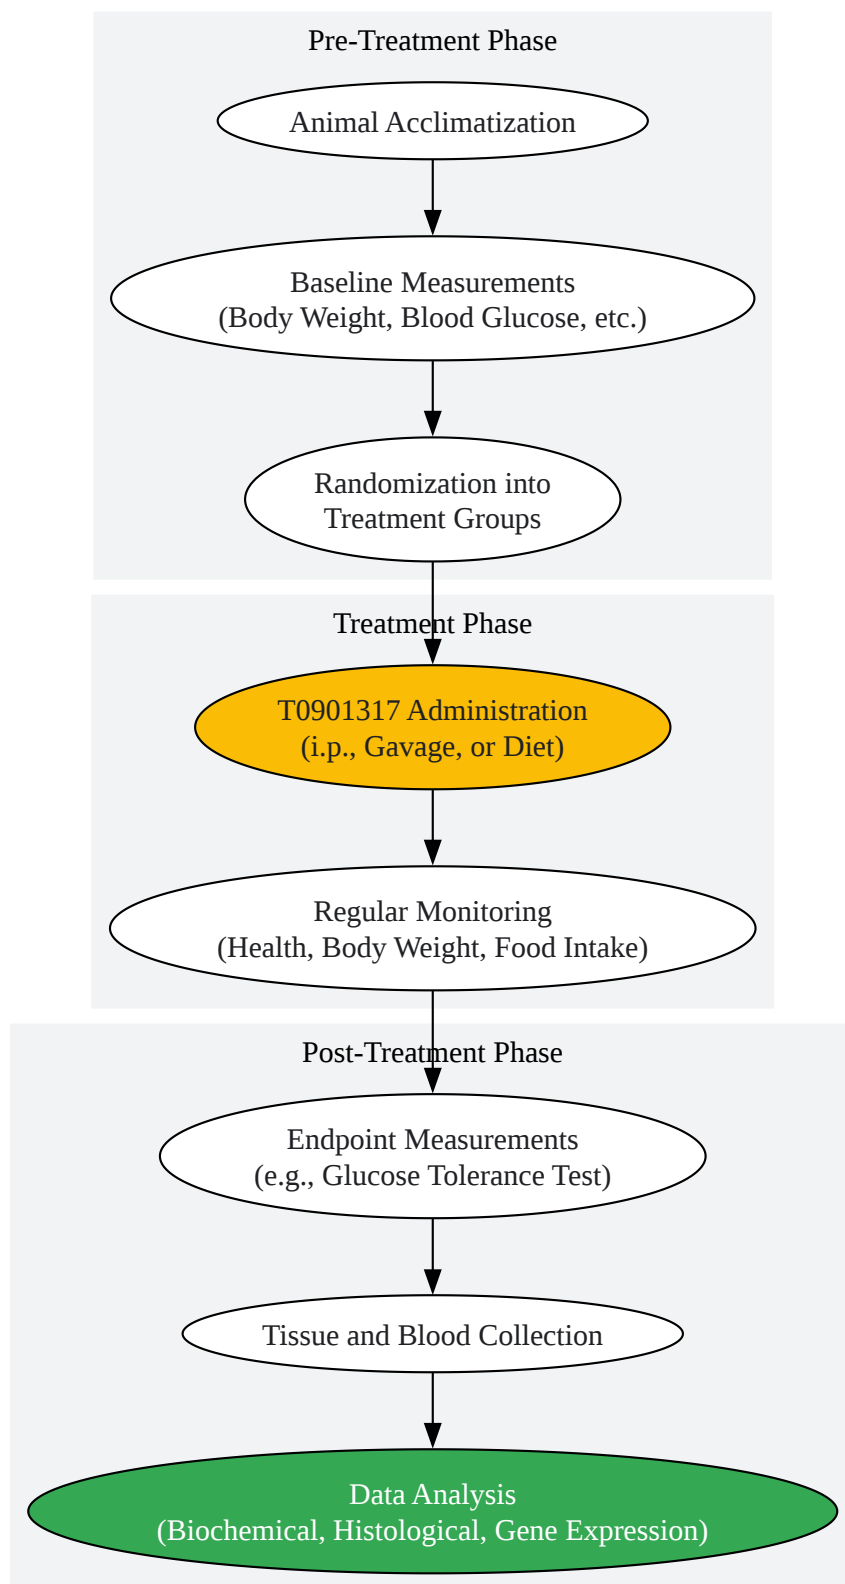 Pre-Treatment Phase
Animal Acclimatization
Baseline Measurements
(Body Weight, Blood Glucose, etc.)
Randomization into
Treatment Groups
Treatment Phase
T0901317 Administration
(i.p., Gavage, or Diet)
Regular Monitoring
(Health, Body Weight, Food Intake)
Post-Treatment Phase
Endpoint Measurements
(e.g., Glucose Tolerance Test)
Tissue and Blood Collection
Data Analysis
(Biochemical, Histological, Gene Expression)